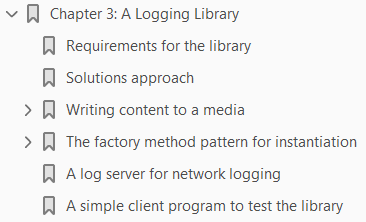 Chapter 3: A Logging Library
Requirements for the library
Solutions approach
Writing content to a media
The factory method pattern for instantiation
A log server for network logging
A simple client program to test the library